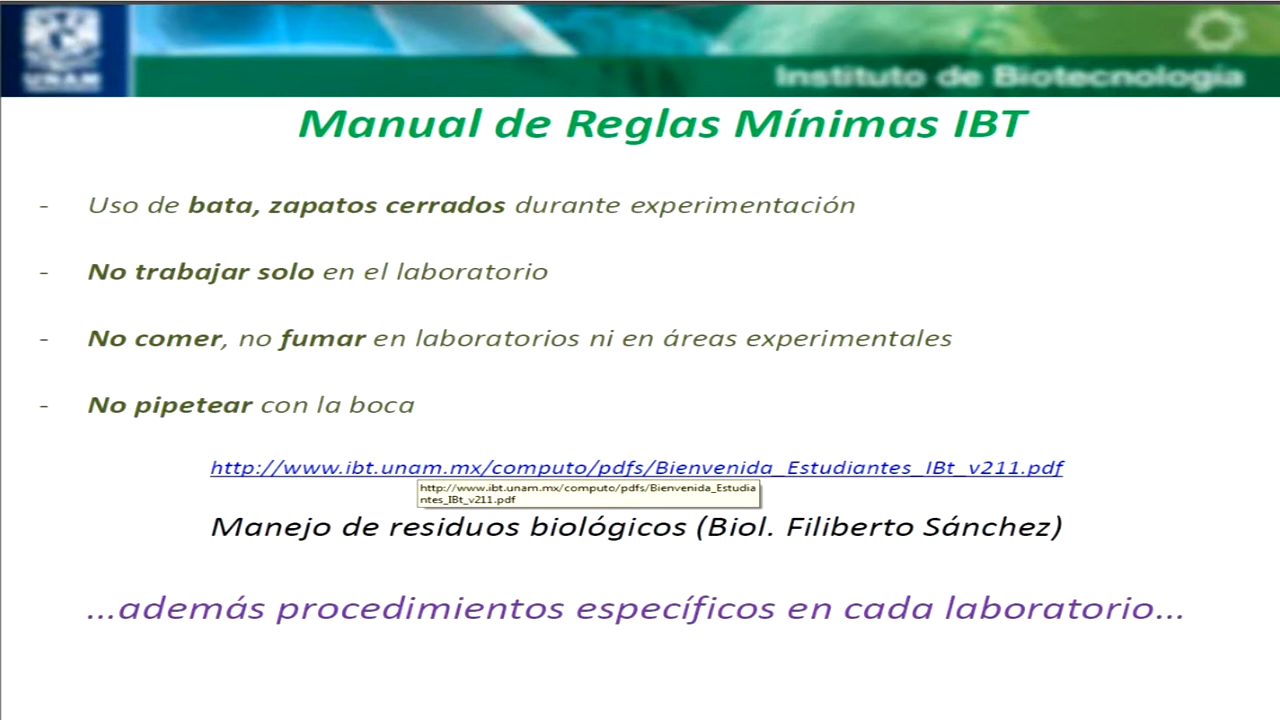 UNAM
Instituto de Biotecnología
Manual de Reglas Mínimas IBT
- Uso de bata, zapatos cerrados durante experimentación
- No trabajar solo en el laboratorio
- No comer, no fumar en laboratorios ni en áreas experimentales
- No pipetear con la boca
http://www.ibt.unam.mx/computo/pdfs/Bienvenida_Estudiantes_IBt_v211.pdf
http://www.ibt.unam.mx/computo/pdfs/Bienvenida_Estudia
ntes_IBt_v211.pdf
Manejo de residuos biológicos (Biol. Filiberto Sánchez)
...además procedimientos específicos en cada laboratorio...